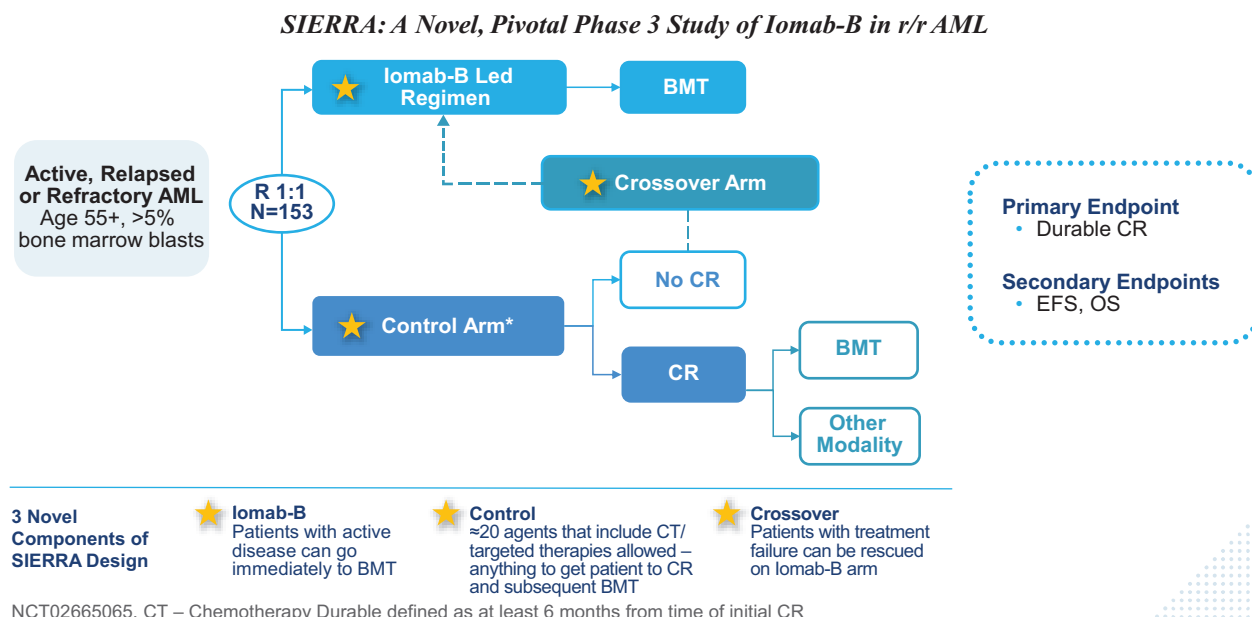 SIERRA: A Novel, Pivotal Phase 3 Study of Iomab-B in r/r AML
Iomab-B Led
Regimen
BMT
Active, Relapsed
or Refractory AML
Age 55+, >5%
bone marrow blasts
R 1:1
N=153
Crossover Arm
No CR
Control Arm*
CR
BMT
Other
Modality
Primary Endpoint
• Durable CR
Secondary Endpoints
• EFS, OS
3 Novel
Components of
SIERRA Design
Iomab-B
Patients with active
disease can go
immediately to BMT
Control
≈20 agents that include CT/
targeted therapies allowed –
anything to get patient to CR
and subsequent BMT
Crossover
Patients with treatment
failure can be rescued
on Iomab-B arm
NCT02665065, CT – Chemotherapy Durable defined as at least 6 months from time of initial CR